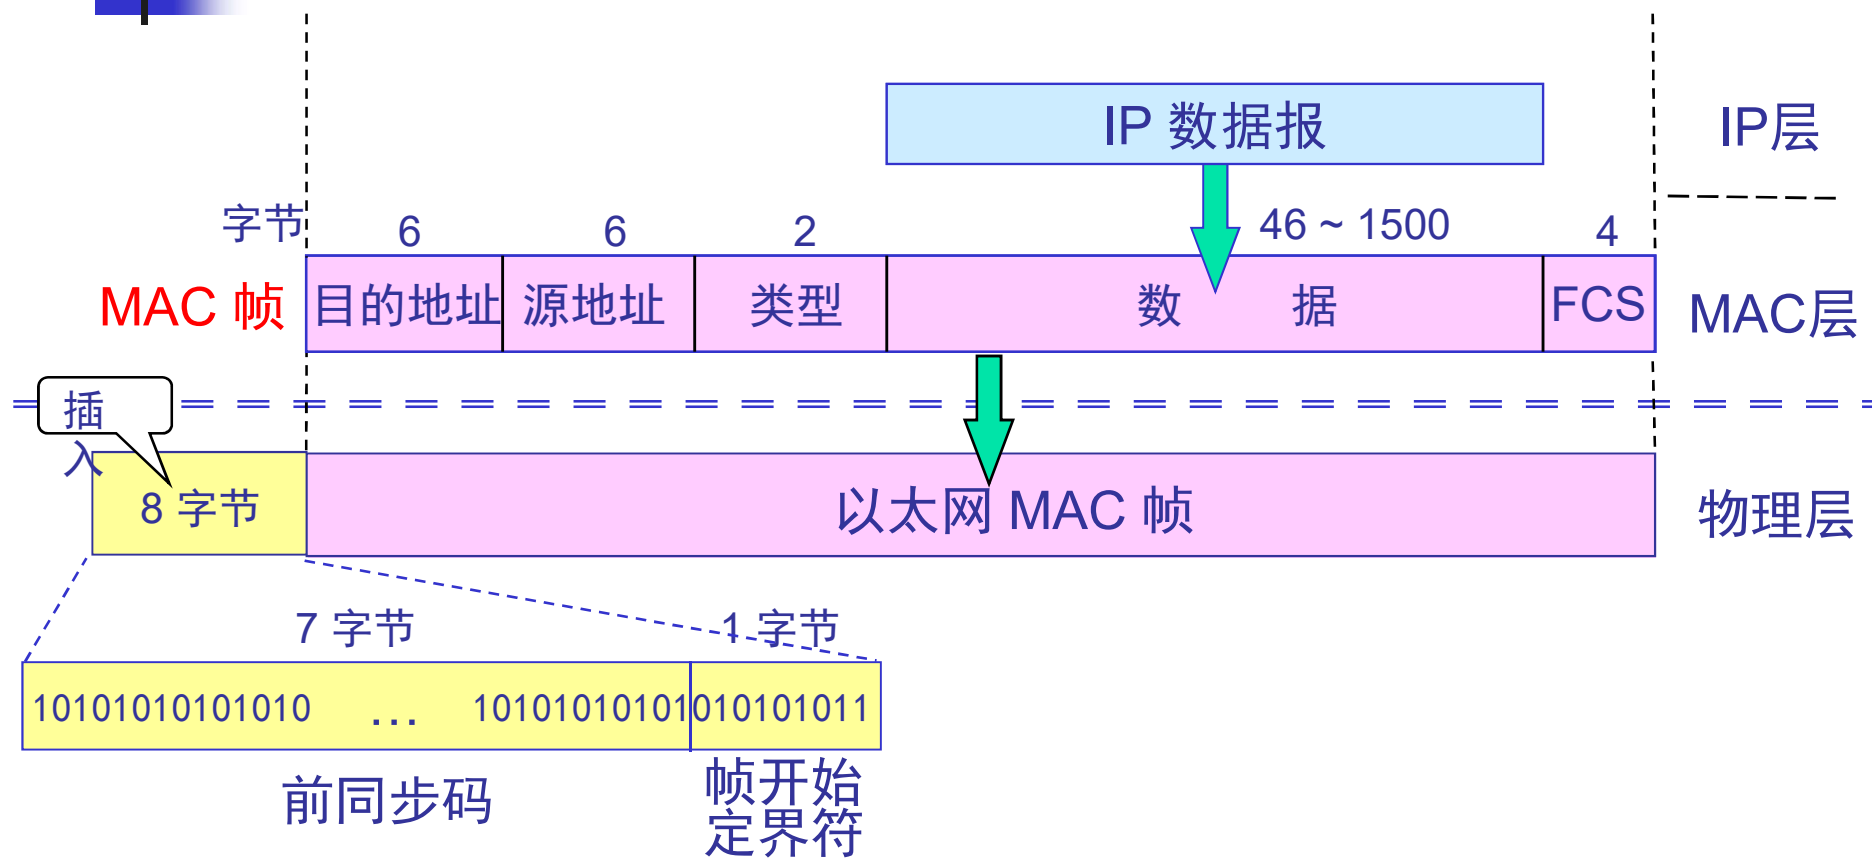 IP 数据报
IP层
字节
6
6
2
46 ~ 1500
4
MAC 帧
目的地址
源地址
类型
数 据
FCS
MAC层
插
入
8 字节
以太网 MAC 帧
物理层
7 字节
1 字节
10101010101010 … 10101010101010101011
前同步码
帧开始
定界符